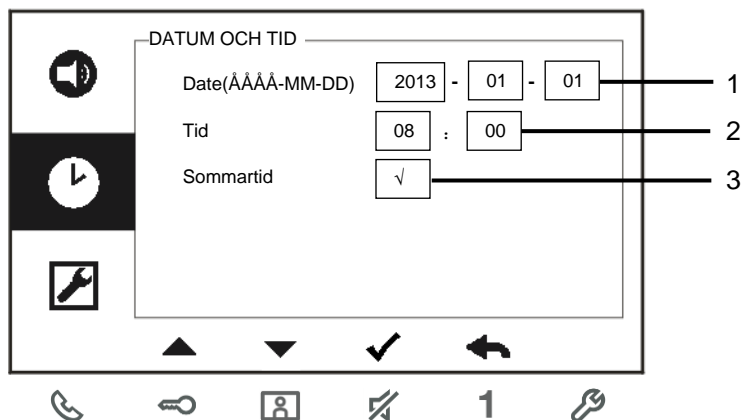 DATUM OCH TID
Date(ÅÅÅÅ-MM-DD) 2013 - 01 - 01 1
Tid 08 : 00 2
Sommartid √ 3
1